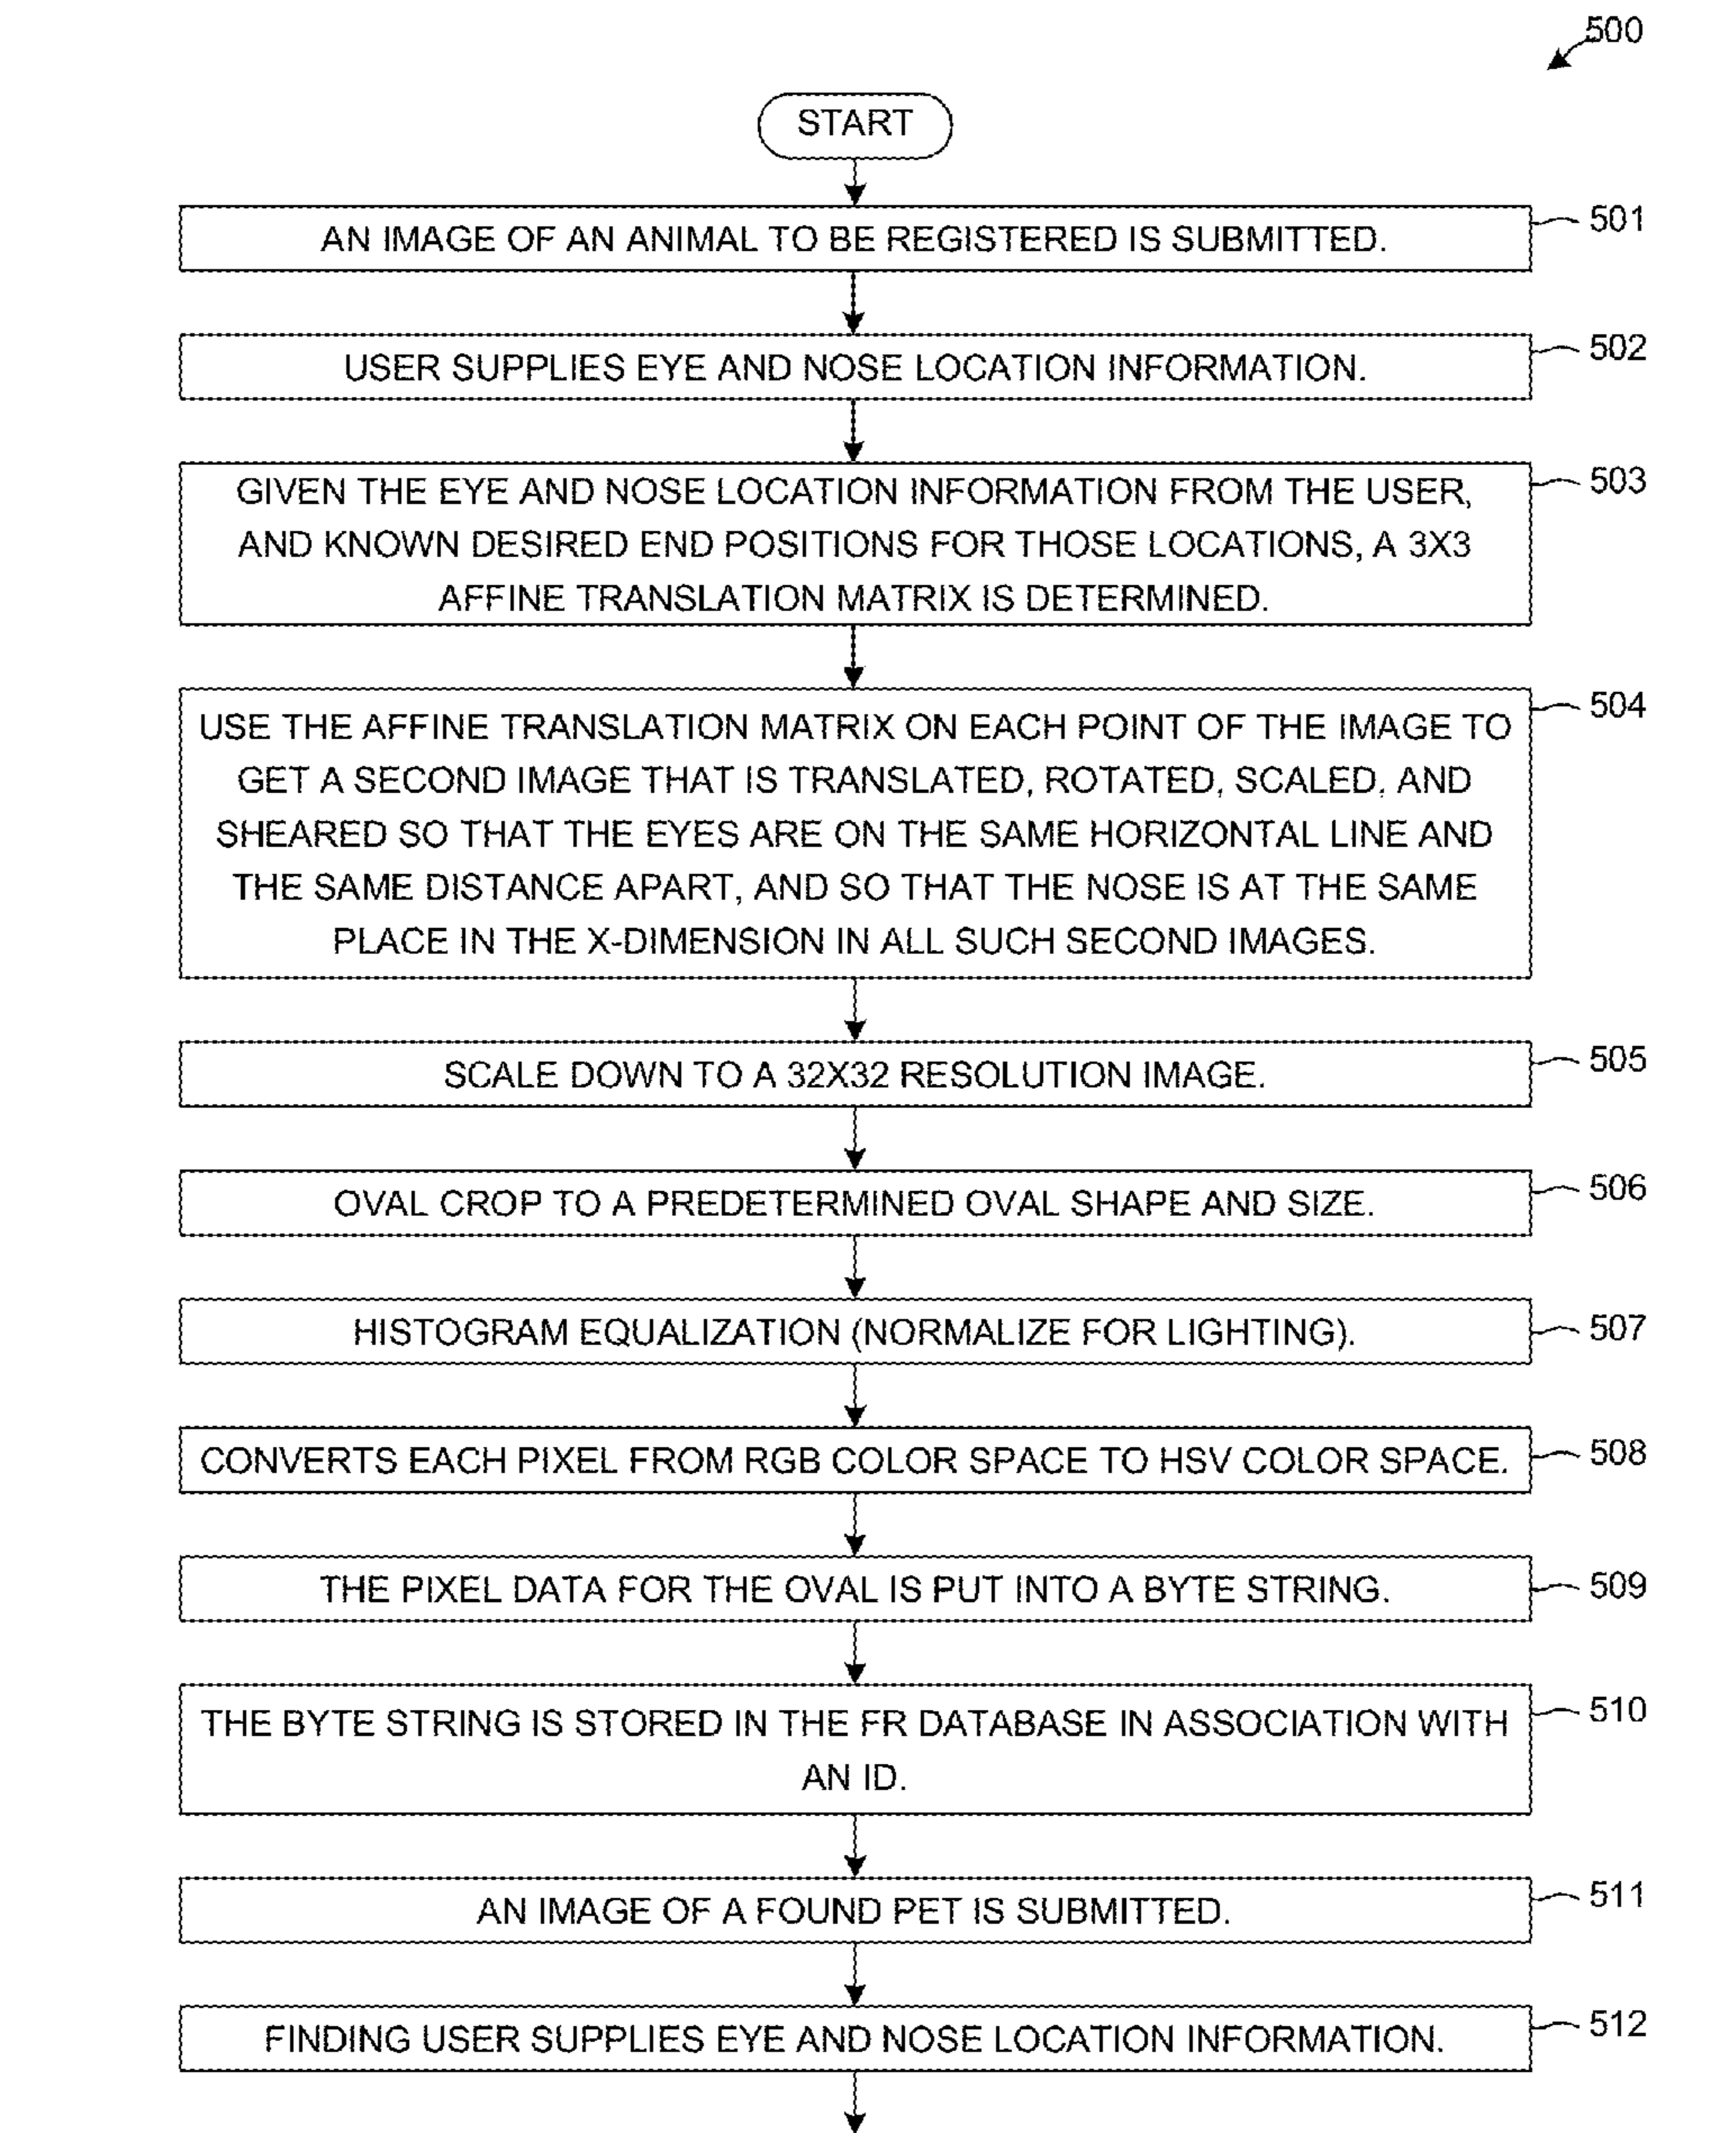 500
START
AN IMAGE OF AN ANIMAL TO BE REGISTERED IS SUBMITTED.
501
USER SUPPLIES EYE AND NOSE LOCATION INFORMATION.
502
GIVEN THE EYE AND NOSE LOCATION INFORMATION FROM THE USER,
AND KNOWN DESIRED END POSITIONS FOR THOSE LOCATIONS, A 3X3
AFFINE TRANSLATION MATRIX IS DETERMINED.
503
USE THE AFFINE TRANSLATION MATRIX ON EACH POINT OF THE IMAGE TO
GET A SECOND IMAGE THAT IS TRANSLATED, ROTATED, SCALED, AND
SHEARED SO THAT THE EYES ARE ON THE SAME HORIZONTAL LINE AND
THE SAME DISTANCE APART, AND SO THAT THE NOSE IS AT THE SAME
PLACE IN THE X-DIMENSION IN ALL SUCH SECOND IMAGES.
504
SCALE DOWN TO A 32X32 RESOLUTION IMAGE.
505
OVAL CROP TO A PREDETERMINED OVAL SHAPE AND SIZE.
506
HISTOGRAM EQUALIZATION (NORMALIZE FOR LIGHTING).
507
CONVERTS EACH PIXEL FROM RGB COLOR SPACE TO HSV COLOR SPACE.
508
THE PIXEL DATA FOR THE OVAL IS PUT INTO A BYTE STRING.
509
THE BYTE STRING IS STORED IN THE FR DATABASE IN ASSOCIATION WITH
AN ID.
510
AN IMAGE OF A FOUND PET IS SUBMITTED.
511
FINDING USER SUPPLIES EYE AND NOSE LOCATION INFORMATION.
512